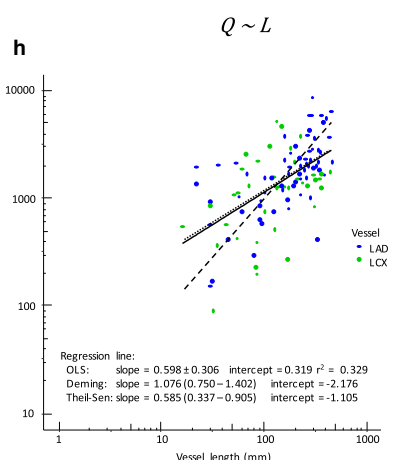 Q ~ L
h
10000
1000
100
10
Vessel
LAD
LCX
Regression line:
OLS: slope = 0.598 ± 0.306 intercept = 0.319 r² = 0.329
Deming: slope = 1.076 (0.750 – 1.402) intercept = -2.176
Theil-Sen: slope = 0.585 (0.337 – 0.905) intercept = -1.105
1 10 100 1000
Vessel length (mm)